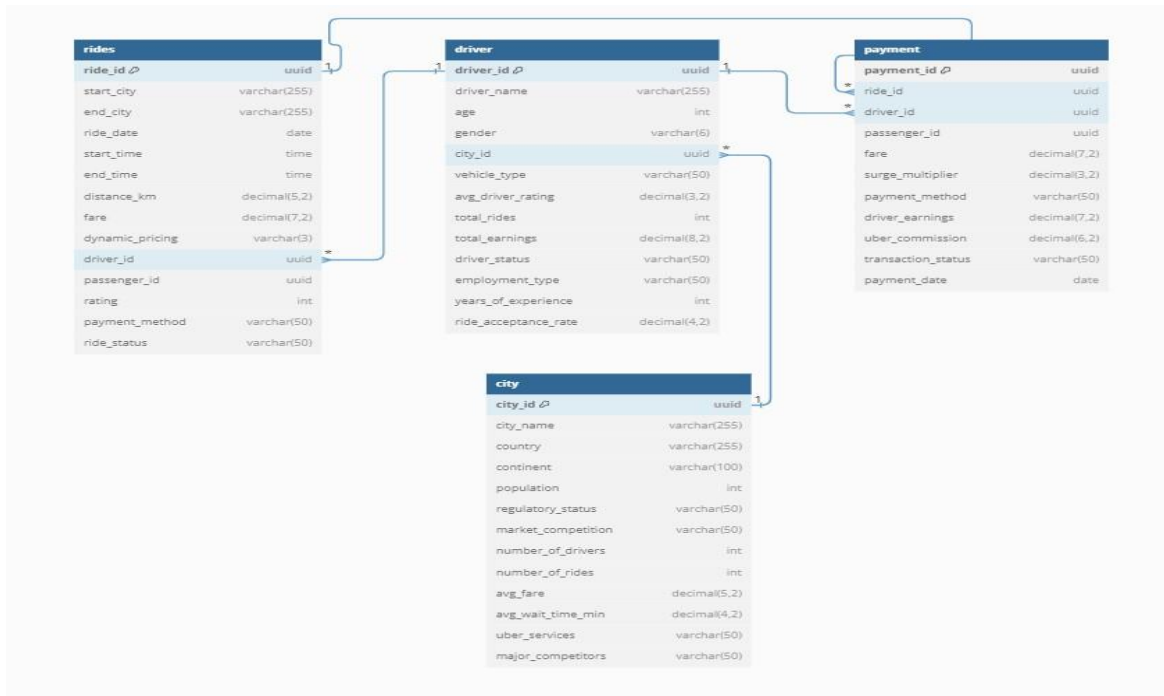 rides
ride_id uuid
start_city varchar(255)
end_city varchar(255)
ride_date date
start_time time
end_time time
distance_km decimal(5,2)
fare decimal(7,2)
dynamic_pricing varchar(3)
driver_id uuid
passenger_id uuid
rating int
payment_method varchar(50)
ride_status varchar(50)
1
*
driver
1 driver_id uuid 1
driver_name varchar(255)
age int
gender varchar(6)
city_id uuid *
vehicle_type varchar(50)
avg_driver_rating decimal(3,2)
total_rides int
total_earnings decimal(8,2)
driver_status varchar(50)
employment_type varchar(50)
years_of_experience int
ride_acceptance_rate decimal(4,2)
payment
payment_id uuid
* ride_id uuid
* driver_id uuid
passenger_id uuid
fare decimal(7,2)
surge_multiplier decimal(3,2)
payment_method varchar(50)
driver_earnings decimal(7,2)
uber_commission decimal(6,2)
transaction_status varchar(50)
payment_date date
city
city_id uuid 1
city_name varchar(255)
country varchar(255)
continent varchar(100)
population int
regulatory_status varchar(50)
market_competition varchar(50)
number_of_drivers int
number_of_rides int
avg_fare decimal(5,2)
avg_wait_time_min decimal(4,2)
uber_services varchar(50)
major_competitors varchar(50)